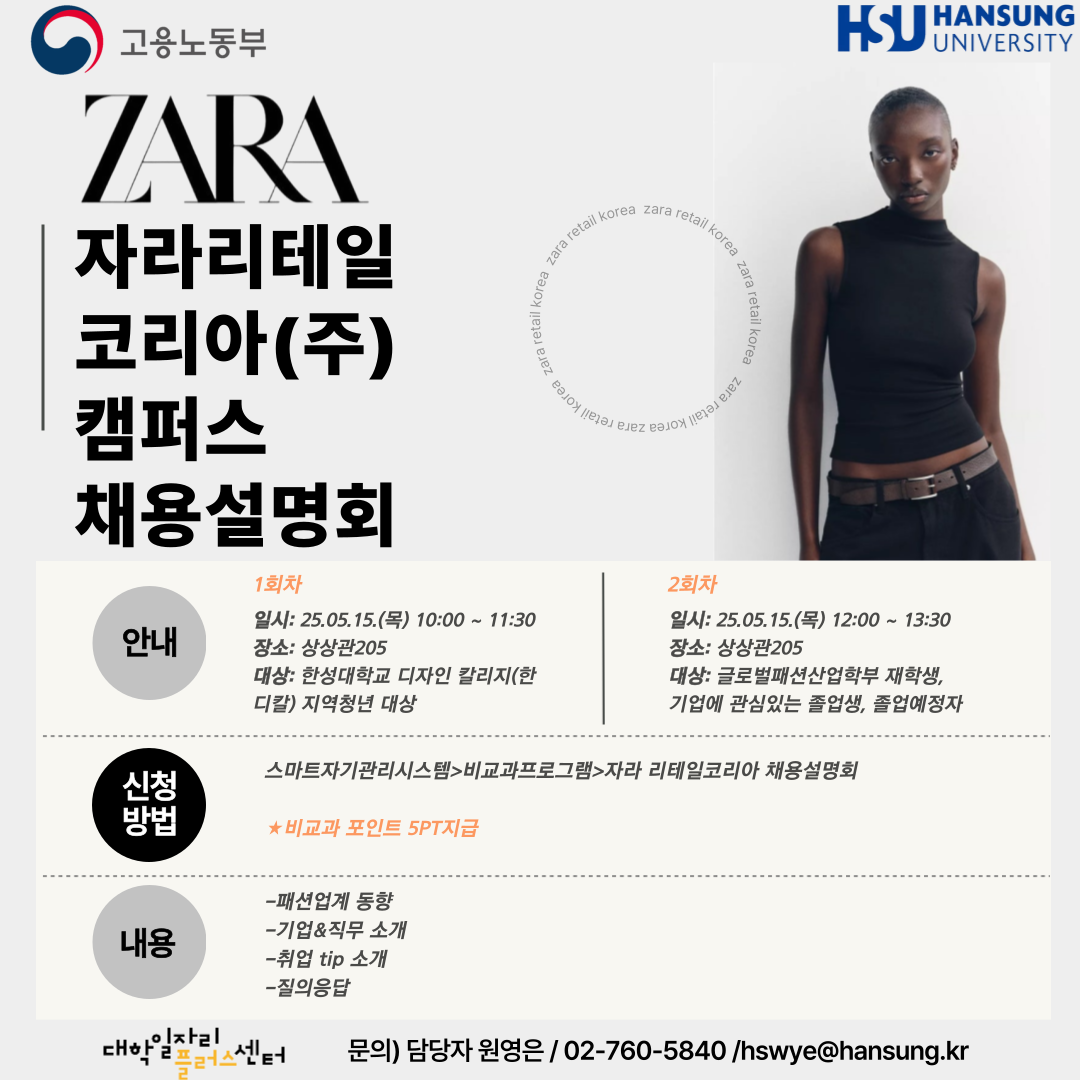 고용노동부
HSU HANSUNG
UNIVERSITY
ZARA
자라리테일
코리아(주)
캠퍼스
채용설명회
zara retail korea zara retail korea zara retail korea zara retail korea zara retail korea zara retail korea
안내
1회차
일시: 25.05.15.(목) 10:00 ~ 11:30
장소: 상상관205
대상: 한성대학교 디자인 칼리지(한
디칼) 지역청년 대상
2회차
일시: 25.05.15.(목) 12:00 ~ 13:30
장소: 상상관205
대상: 글로벌패션산업학부 재학생,
기업에 관심있는 졸업생, 졸업예정자
신청
방법
스마트자기관리시스템>비교과프로그램>자라 리테일코리아 채용설명회
★비교과 포인트 5PT지급
내용
-패션업계 동향
-기업&직무 소개
-취업 tip 소개
-질의응답
대학일자리
플러스센터
문의) 담당자 원영은 / 02-760-5840 /hswye@hansung.kr